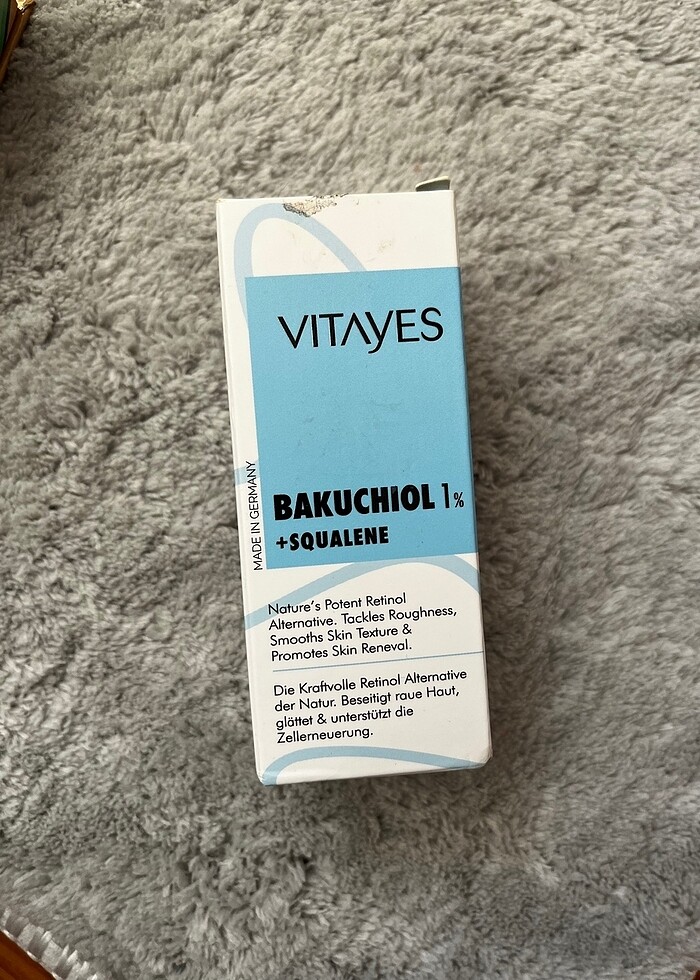 VITAYES
BAKUCHIOL 1%
+SQUALENE
MADE IN GERMANY
Nature's Potent Retinol
Alternative. Tackles Roughness,
Smooths Skin Texture &
Promotes Skin Reneval.
Die Kraftvolle Retinol Alternative
der Natur. Beseitigt raue Haut,
glättet & unterstützt die
Zellerneuerung.